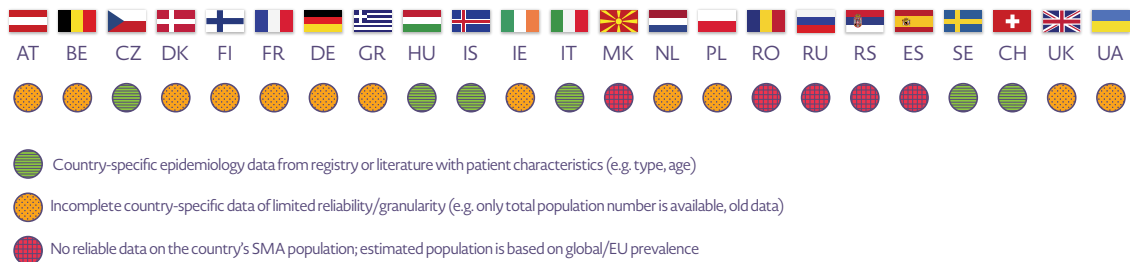 AT BE CZ DK FI FR DE GR HU IS IE IT MK NL PL RO RU RS ES SE CH UK UA
Country-specific epidemiology data from registry or literature with patient characteristics (e.g. type, age)
Incomplete country-specific data of limited reliability/granularity (e.g. only total population number is available, old data)
No reliable data on the country's SMA population; estimated population is based on global/EU prevalence